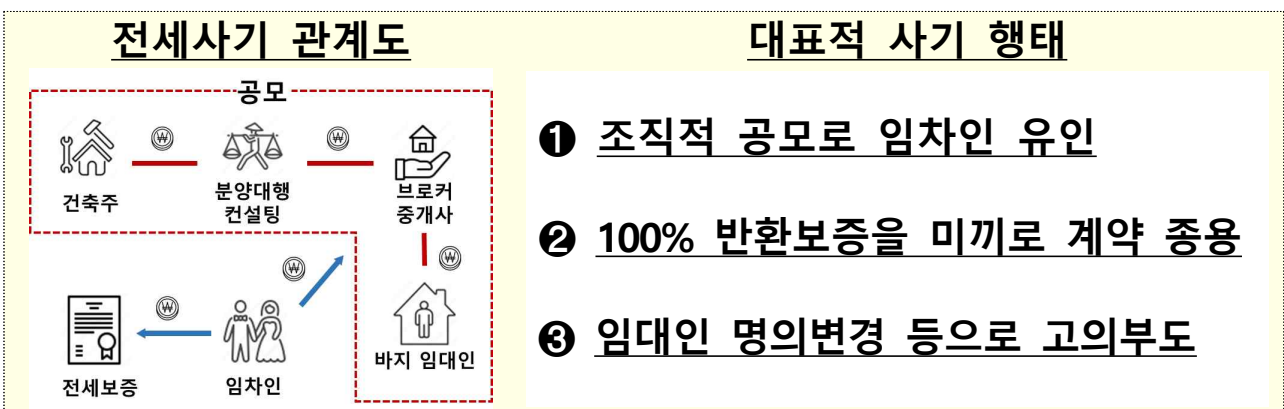 전세사기 관계도
공모
건축주
분양대행
컨설팅
브로커
중개사
바지 임대인
임차인
전세보증
대표적 사기 행태
❶ 조직적 공모로 임차인 유인
❷ 100% 반환보증을 미끼로 계약 종용
❸ 임대인 명의변경 등으로 고의부도